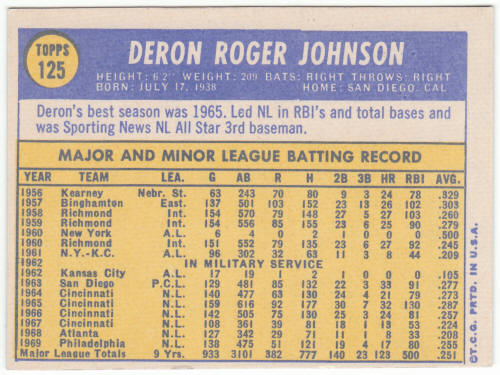 TOPPS
125
DERON ROGER JOHNSON
HEIGHT: 6'2" WEIGHT: 209 BATS: RIGHT THROWS: RIGHT
BORN: JULY 17, 1938 HOME: SAN DIEGO, CAL
Deron's best season was 1965. Led NL in RBI's and total bases and
was Sporting News NL All Star 3rd baseman.
MAJOR AND MINOR LEAGUE BATTING RECORD
YEAR TEAM LEA. G AB R H 2B 3B HR RBI AVG.
1956 Kearney Nebr. St. 63 243 70 80 9 3 24 78 .329
1957 Binghamton East. 137 501 103 152 23 13 26 102 .303
1958 Richmond Int. 154 570 79 148 27 5 27 103 .260
1959 Richmond Int. 154 556 85 155 23 6 25 90 .279
1960 New York A.L. 6 4 0 2 1 0 0 0 .500
1960 Richmond Int. 151 552 79 135 23 6 27 92 .245
1961 N.Y.-K.C. A.L. 96 302 32 63 11 3 8 44 .209
1962 IN MILITARY SERVICE
1962 Kansas City A.L. 17 19 1 2 1 0 0 0 .105
1963 San Diego P.C.L. 129 481 85 132 22 3 33 91 .277
1964 Cincinnati N.L. 140 477 63 130 24 4 21 79 .273
1965 Cincinnati N.L. 159 616 92 177 30 7 32 130 .287
1966 Cincinnati N.L. 142 505 75 130 25 3 24 81 .257
1967 Cincinnati N.L. 108 361 39 81 18 1 13 53 .224
1968 Atlanta N.L. 127 342 29 71 11 1 8 33 .208
1969 Philadelphia N.L. 138 475 51 121 19 4 17 80 .255
Major League Totals 9 Yrs. 933 3101 382 777 140 23 123 500 .251
©T.C.G. PRTD. IN U.S.A.